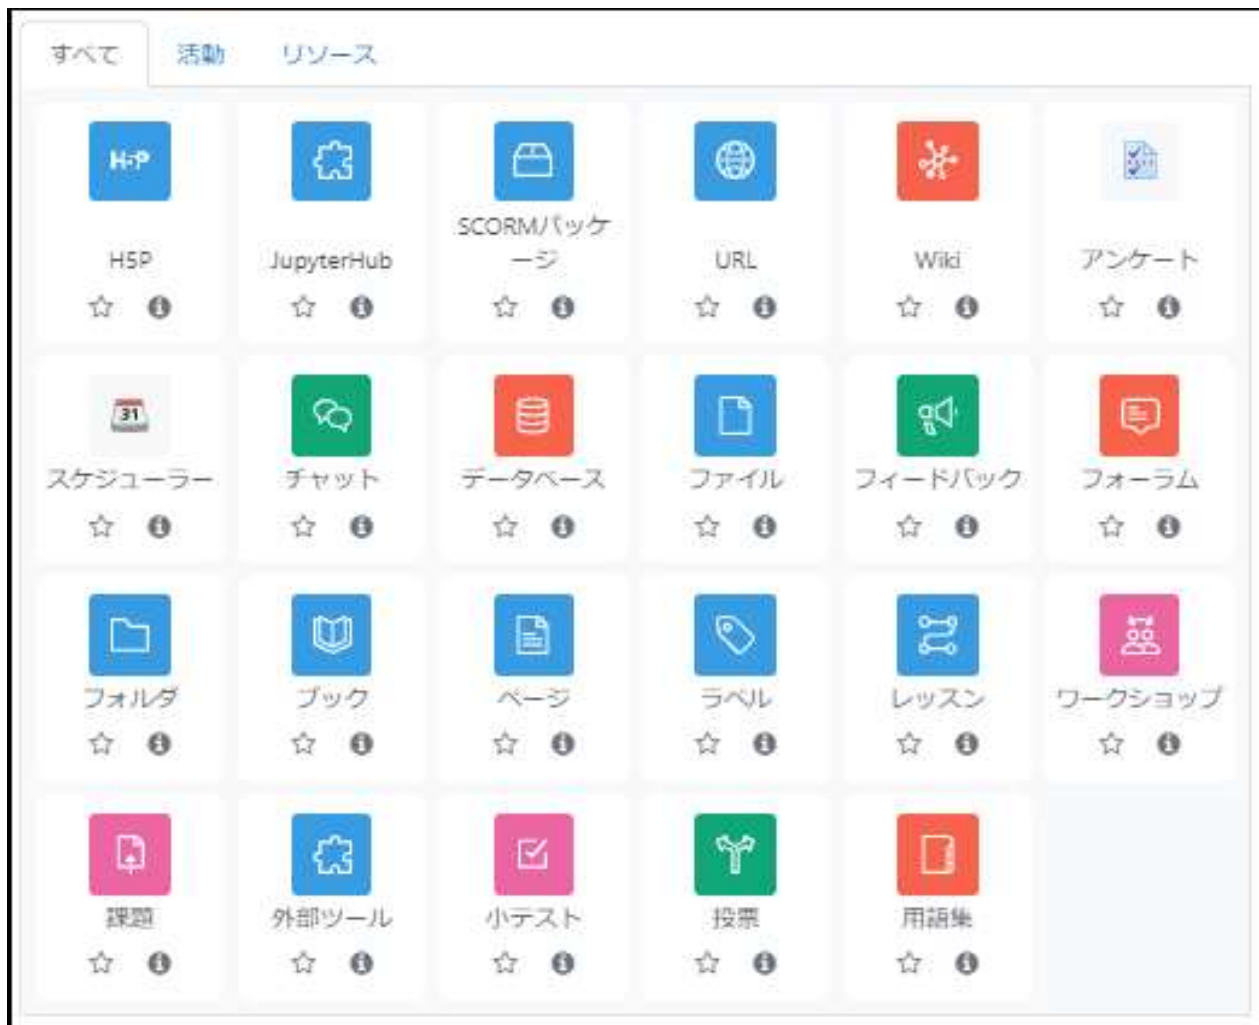 すべて 活動 リソース
H5P
H5P JupyterHub SCORMパッケ
ージ URL Wiki アンケート
31
スケジューラー チャット データベース ファイル フィードバック フォーラム
フォルダ ブック ページ ラベル レッスン ワークショップ
課題 外部ツール 小テスト 投票 用語集